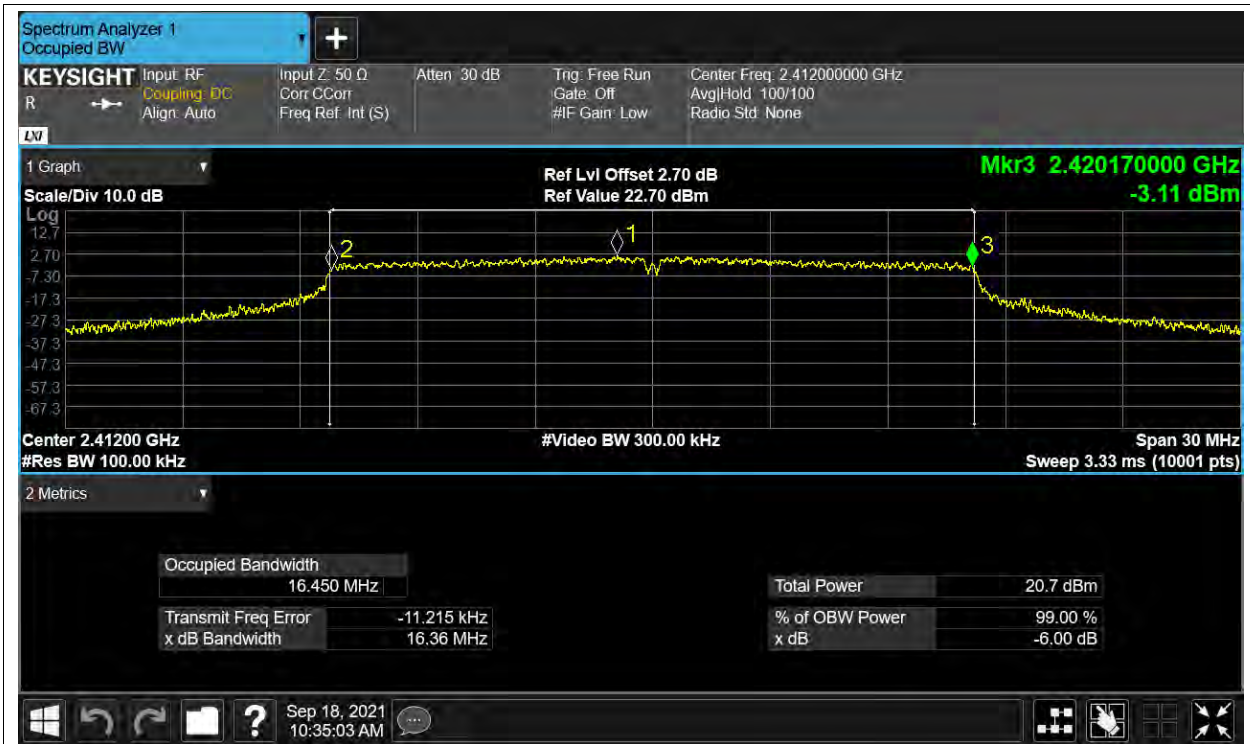 Spectrum Analyzer 1
Occupied BW
+
KEYSIGHT
R
LXI
Input: RF
Coupling: DC
Align: Auto
Input Z: 50 Ω
Corr CCorr
Freq Ref: Int (S)
Atten: 30 dB
Trig: Free Run
Gate: Off
#IF Gain: Low
Center Freq: 2.412000000 GHz
Avg|Hold: 100/100
Radio Std: None
1 Graph
Scale/Div 10.0 dB
Ref Lvl Offset 2.70 dB
Ref Value 22.70 dBm
Mkr3 2.420170000 GHz
-3.11 dBm
Log
12.7
2.70
-7.30
-17.3
-27.3
-37.3
-47.3
-57.3
-67.3
2
1
3
Center 2.41200 GHz
#Res BW 100.00 kHz
#Video BW 300.00 kHz
Span 30 MHz
Sweep 3.33 ms (10001 pts)
2 Metrics
Occupied Bandwidth
16.450 MHz
Transmit Freq Error -11.215 kHz
x dB Bandwidth 16.36 MHz
Total Power 20.7 dBm
% of OBW Power 99.00 %
x dB -6.00 dB
?
Sep 18, 2021
10:35:03 AM